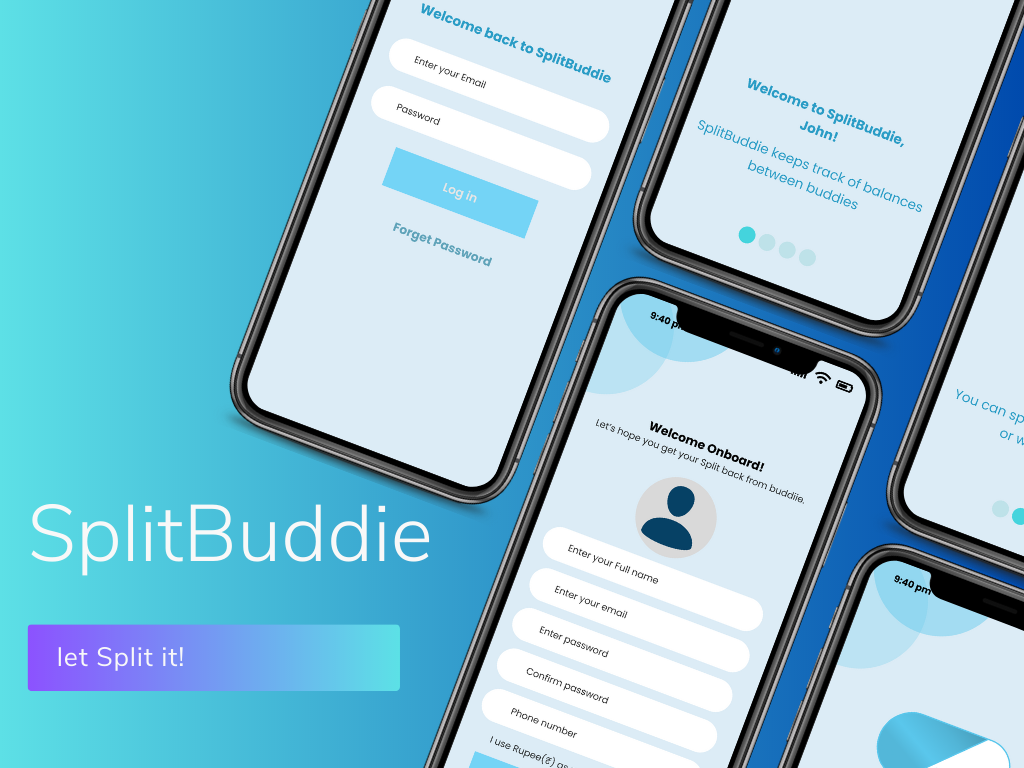 Welcome back to SplitBuddie
Enter your Email
Password
Log in
Forget Password
Welcome to SplitBuddie,
John!
SplitBuddie keeps track of balances
between buddies
You can
or
9:40
Welcome Onboard!
Let's hope you get your Split back from buddiie.
Enter your Full name
Enter your email
Enter password
Confirm password
Phone number
I use Rupee(₹)
9:40 pm
SplitBuddie
let Split it!